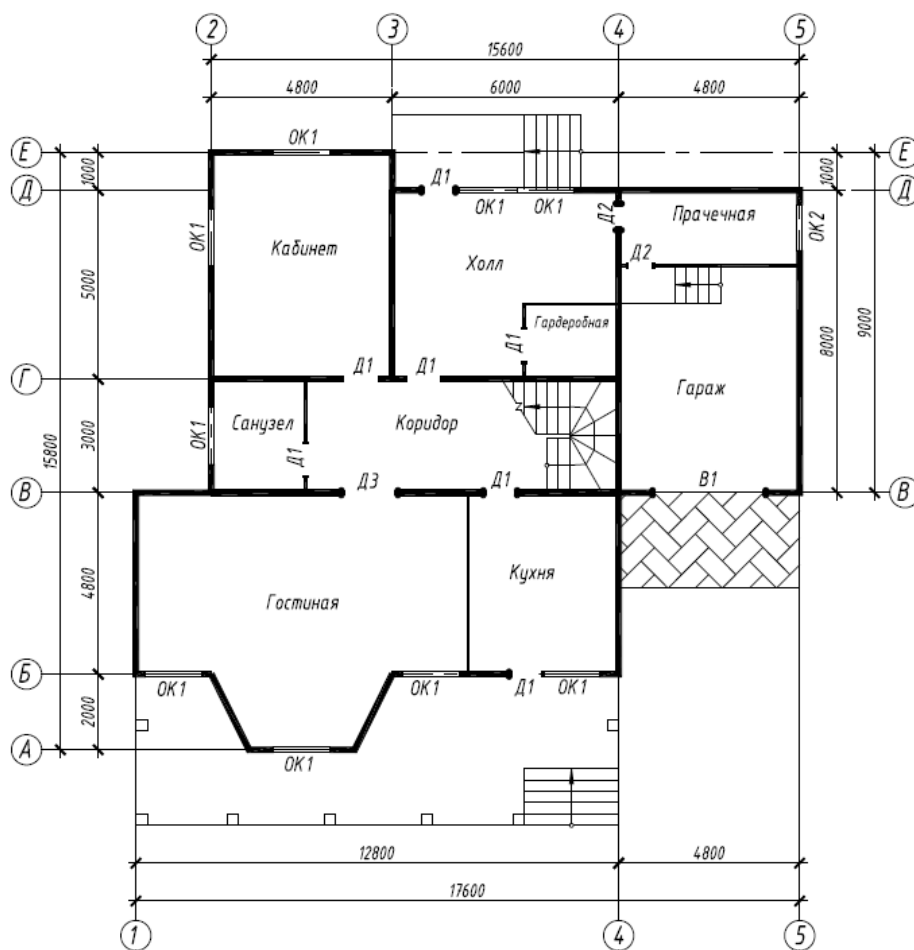 2
3
4
5
15600
4800
6000
4800
Е
Е
Д
Д
1000
1000
ОК1
Д1
ОК1
ОК1
Д2
Прачечная
ОК2
ОК1
Кабинет
Холл
Д2
5000
Гардеробная
Д1
8000
9000
Г
Д1
Д1
Гараж
15800
3000
ОК1
Санузел
Д1
Коридор
В
Д3
Д1
В1
В
4800
Гостиная
Кухня
Б
ОК1
ОК1
Д1
ОК1
2000
А
ОК1
12800
4800
17600
1
4
5